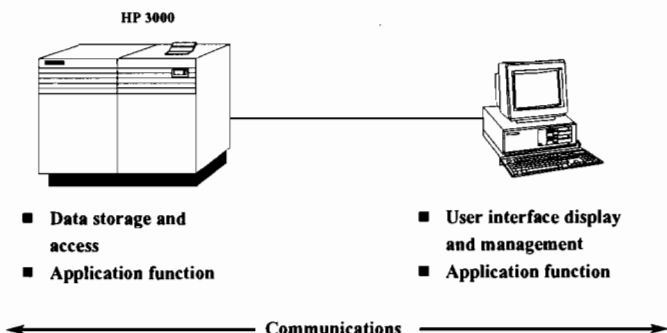 HP 3000
■ Data storage and
access
■ Application function
■ User interface display
and management
■ Application function
Communications